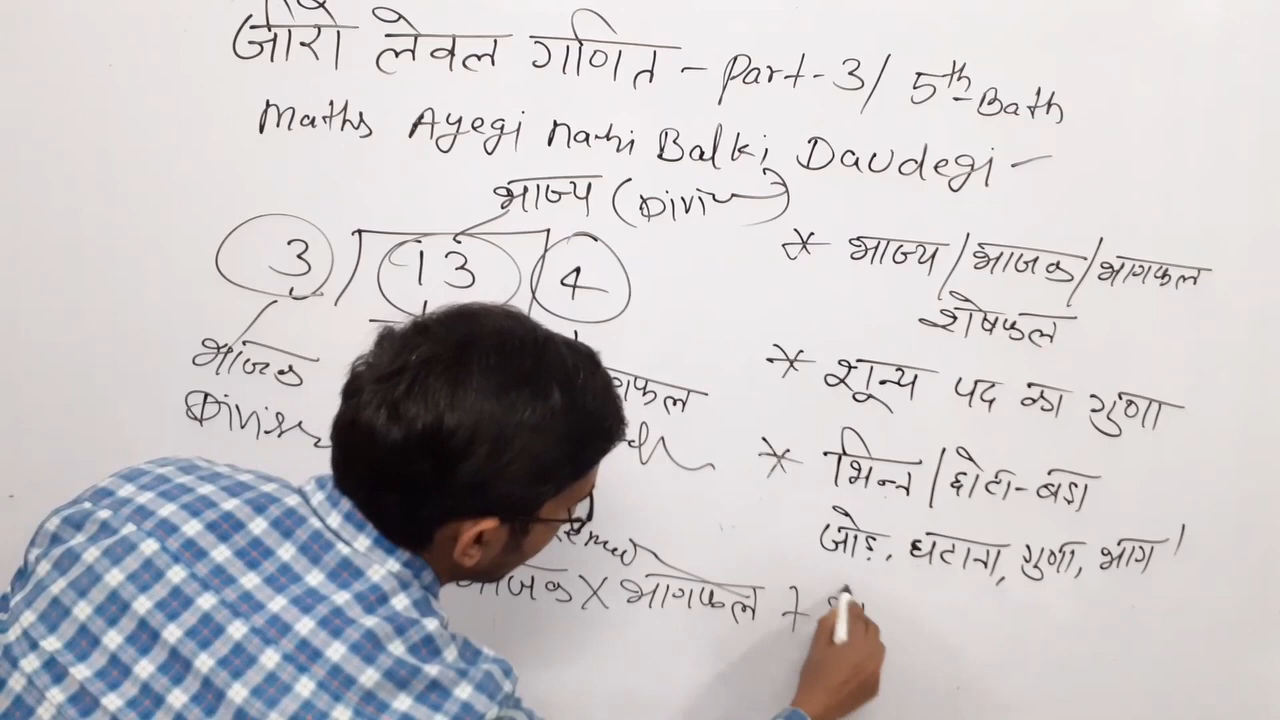 जीरो लेवल गणित - Part-3/ 5th Bath
Maths Ayegi Nahi Balki Daudegi -
भाज्य (Divi
3 13 4
भाजक
गफल
* भाज्य/भाजक/भागफल
शेषफल
* शून्य पद का गुणा
* भिन्न/छोटा-बड़ा
जोड़, घटाना, गुणा, भाग
जक X भागफल +